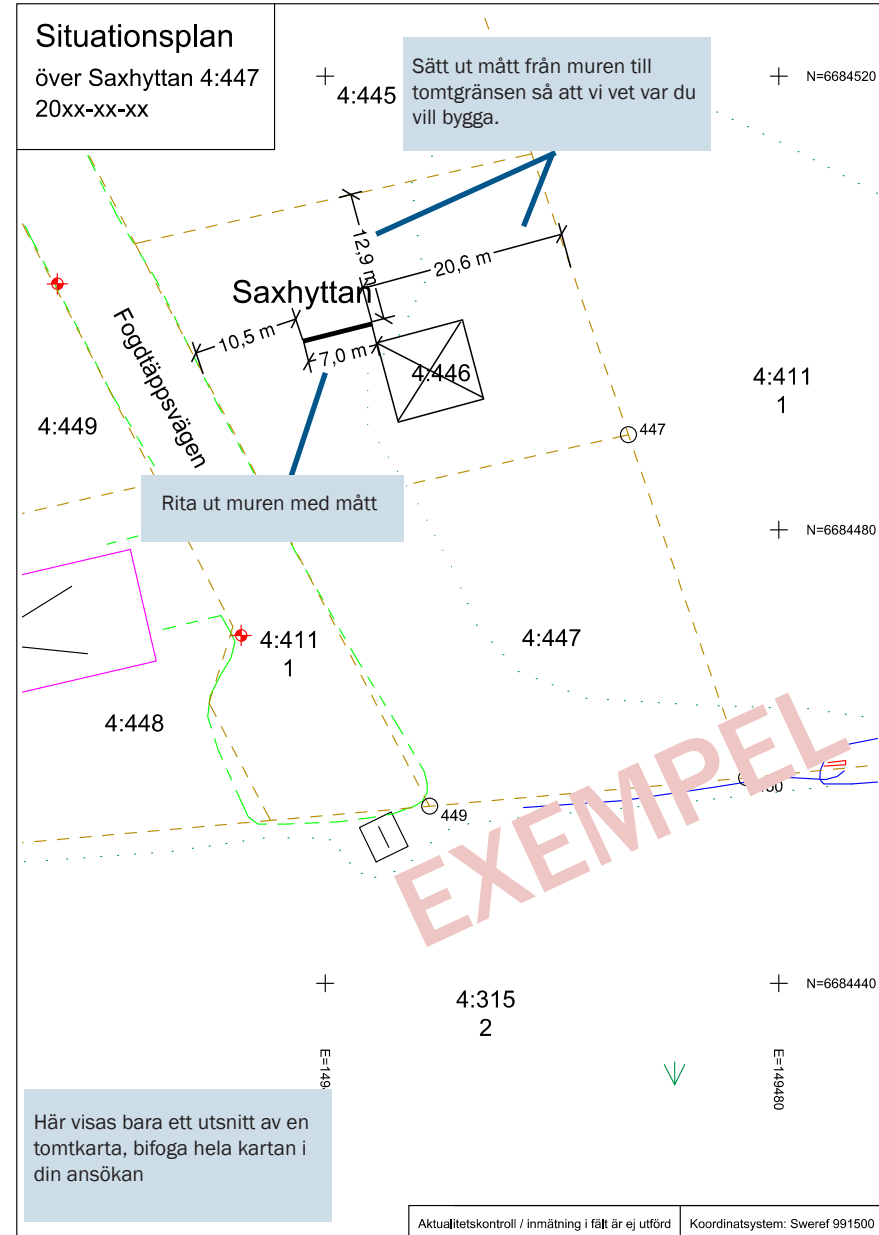 Situationsplan
över Saxhyttan 4:447
20xx-xx-xx
Sätt ut mått från muren till
tomtgränsen så att vi vet var du
vill bygga.
N=6684520
4:445
12,9 m
20,6 m
Saxhyttan
10,5 m
7,0 m
4:446
Fogdtäppsvägen
4:411
1
4:449
447
Rita ut muren med mått
N=6684480
4:411
1
4:447
4:448
449
EXEMPEL
4:315
2
N=6684440
E=149480
Här visas bara ett utsnitt av en
tomtkarta, bifoga hela kartan i
din ansökan
Aktualitetskontroll / inmätning i fält är ej utförd
Koordinatsystem: Sweref 991500